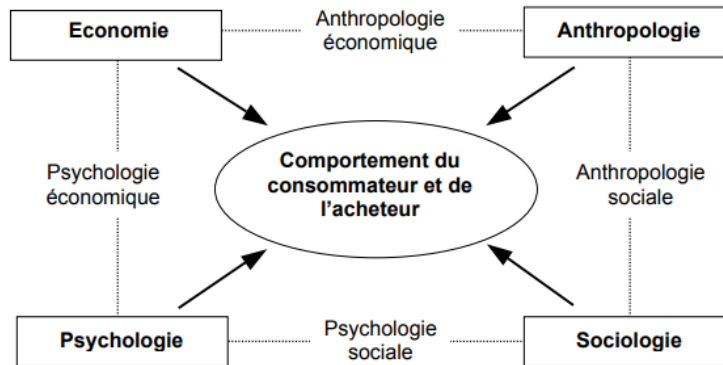 Economie
Anthropologie
économique
Anthropologie
Comportement du
consommateur et de
l'acheteur
Psychologie
économique
Anthropologie
sociale
Psychologie
Psychologie
sociale
Sociologie